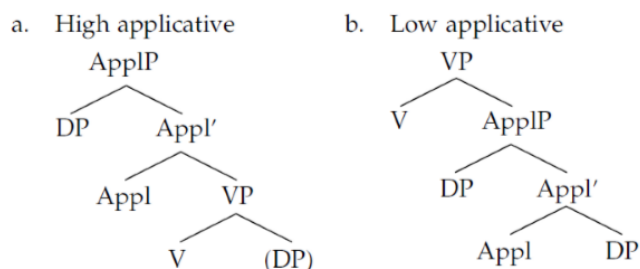 a. High applicative b. Low applicative
ApplP VP
DP Appl′ V ApplP
Appl VP DP Appl′
V (DP) Appl DP